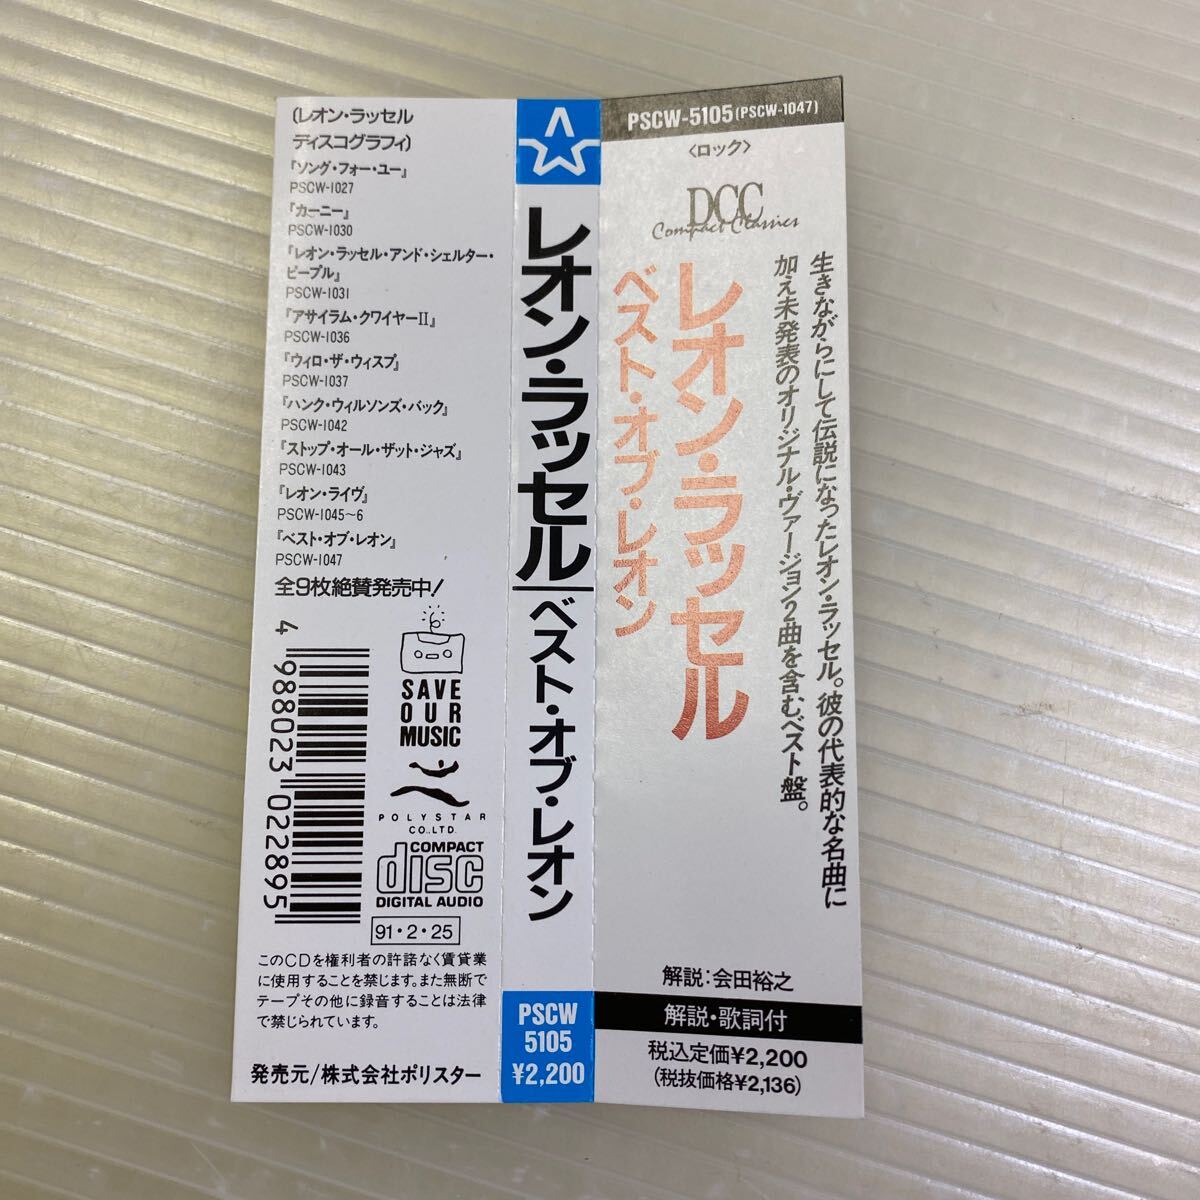 (レオン・ラッセル
ディスコグラフィ)
『ソング・フォー・ユー』
PSCW-1027
『カーニー』
PSCW-1030
『レオン・ラッセル・アンド・シェルター・
ピープル』
PSCW-1031
『アサイラム・クワイヤーII』
PSCW-1036
『ウィロ・ザ・ウィスプ』
PSCW-1037
『ハンク・ウィルソンズ・バック』
PSCW-1042
『ストップ・オール・ザット・ジャズ』
PSCW-1043
『レオン・ライヴ』
PSCW-1045〜6
『ベスト・オブ・レオン』
PSCW-1047
全9枚絶賛発売中!
4 988023 022895
SAVE
OUR
MUSIC
POLYSTAR
CO.,LTD.
COMPACT
disc
DIGITAL AUDIO
91・2・25
このCDを権利者の許諾なく賃貸業
に使用することを禁じます。また無断で
テープその他に録音することは法律
で禁じられています。
発売元/株式会社ポリスター
レオン・ラッセル/ベスト・オブ・レオン
PSCW
5105
¥2,200
PSCW-5105(PSCW-1047)
〈ロック〉
DCC
Compact Classics
レオン・ラッセル
ベスト・オブ・レオン
生きながらにして伝説になったレオン・ラッセル。彼の代表的な名曲に
加え未発表のオリジナル・ヴァージョン2曲を含むベスト盤。
解説:会田裕之
解説・歌詞付
税込定価¥2,200
(税抜価格¥2,136)